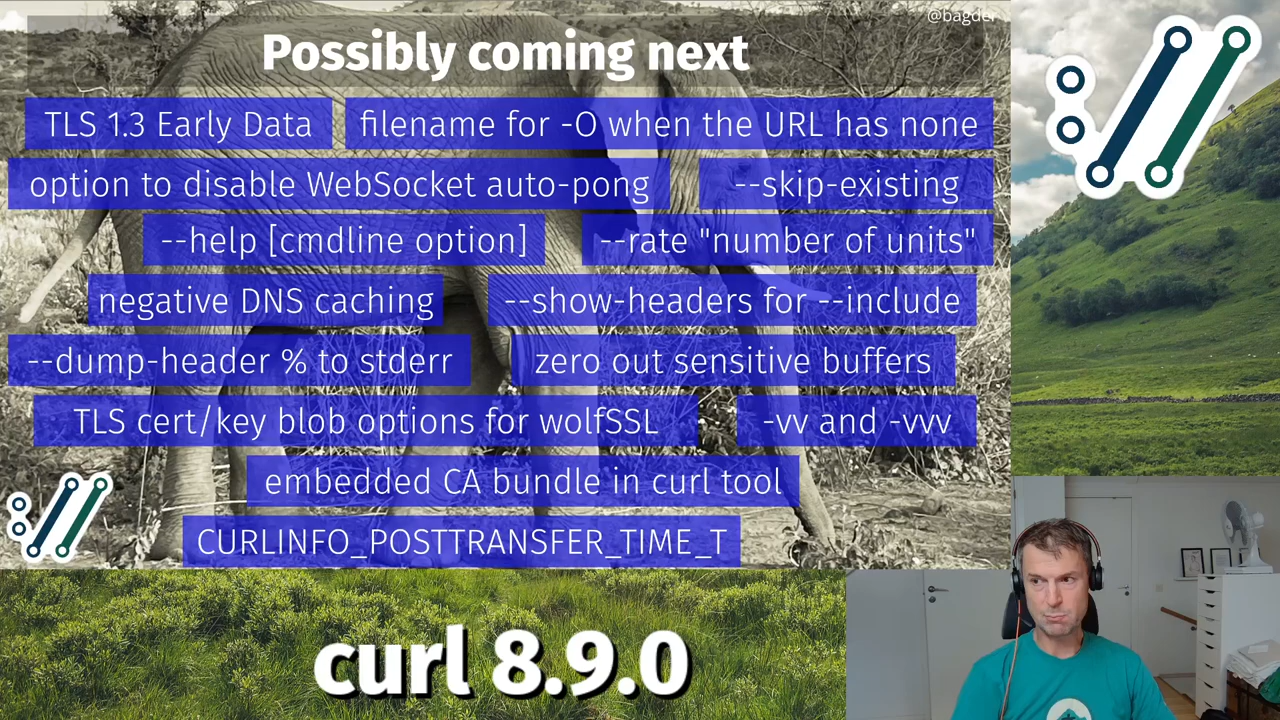 @bagder
Possibly coming next
TLS 1.3 Early Data filename for -O when the URL has none
option to disable WebSocket auto-pong --skip-existing
--help [cmdline option] --rate "number of units"
negative DNS caching --show-headers for --include
--dump-header % to stderr zero out sensitive buffers
TLS cert/key blob options for wolfSSL -vv and -vvv
embedded CA bundle in curl tool
CURLINFO_POSTTRANSFER_TIME_T
curl 8.9.0